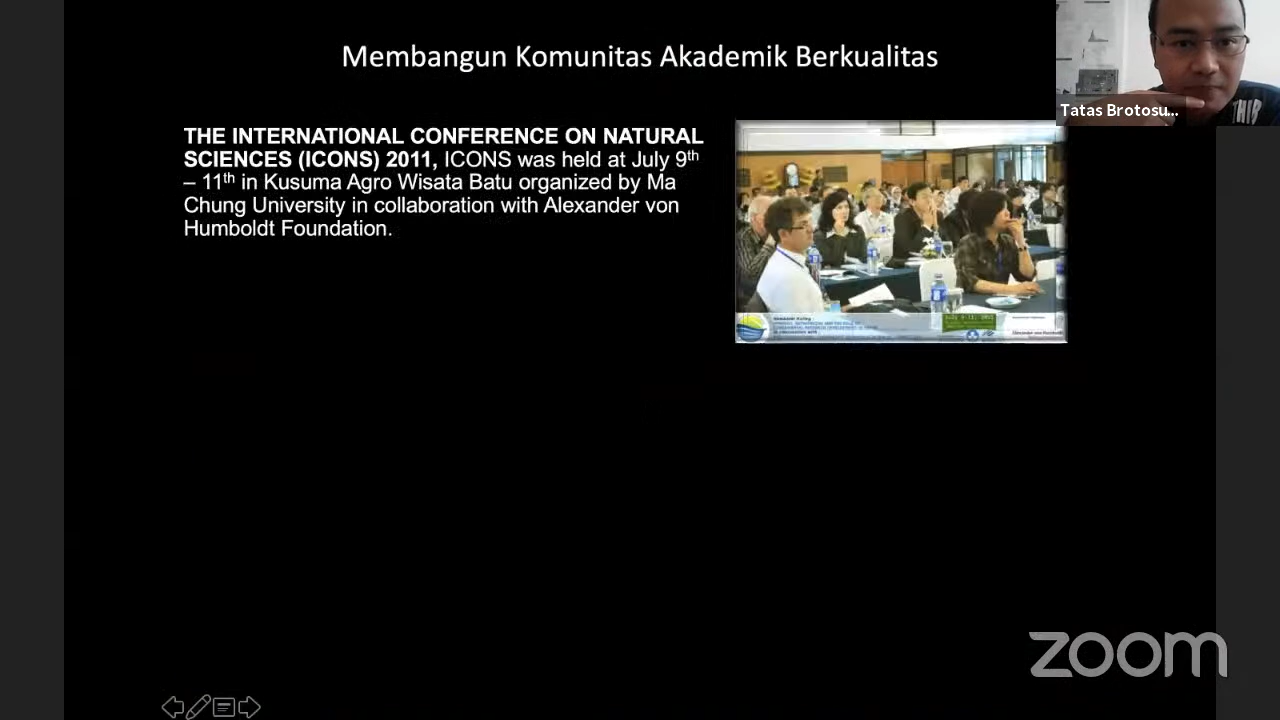 Membangun Komunitas Akademik Berkualitas
Tatas Brotosu...
THE INTERNATIONAL CONFERENCE ON NATURAL
SCIENCES (ICONS) 2011, ICONS was held at July 9th
– 11th in Kusuma Agro Wisata Batu organized by Ma
Chung University in collaboration with Alexander von
Humboldt Foundation.
zoom